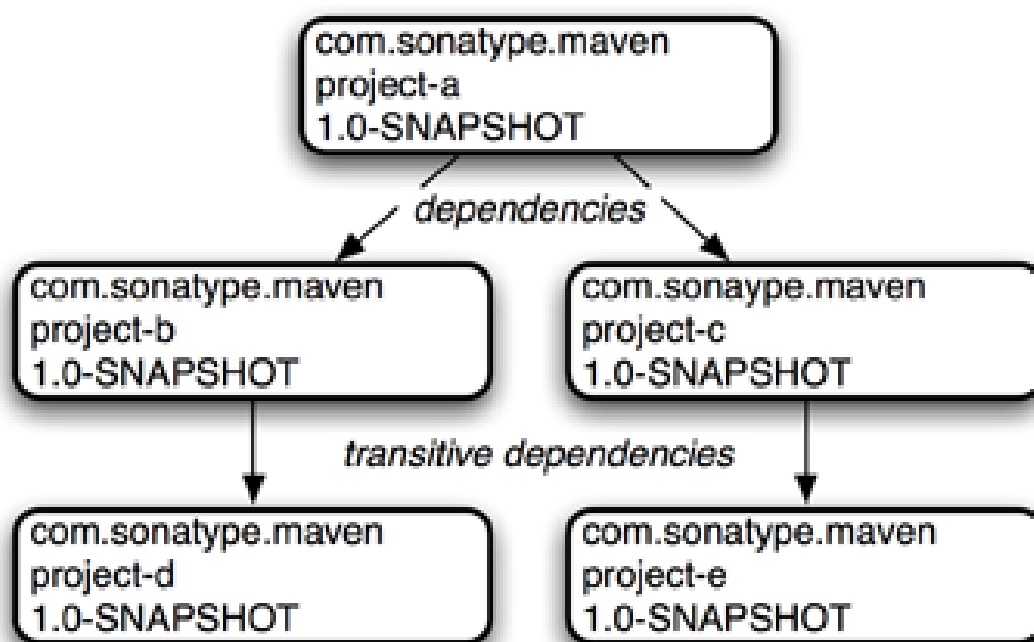 com.sonatype.maven
project-a
1.0-SNAPSHOT
dependencies
com.sonatype.maven
project-b
1.0-SNAPSHOT
com.sonaype.maven
project-c
1.0-SNAPSHOT
transitive dependencies
com.sonatype.maven
project-d
1.0-SNAPSHOT
com.sonatype.maven
project-e
1.0-SNAPSHOT